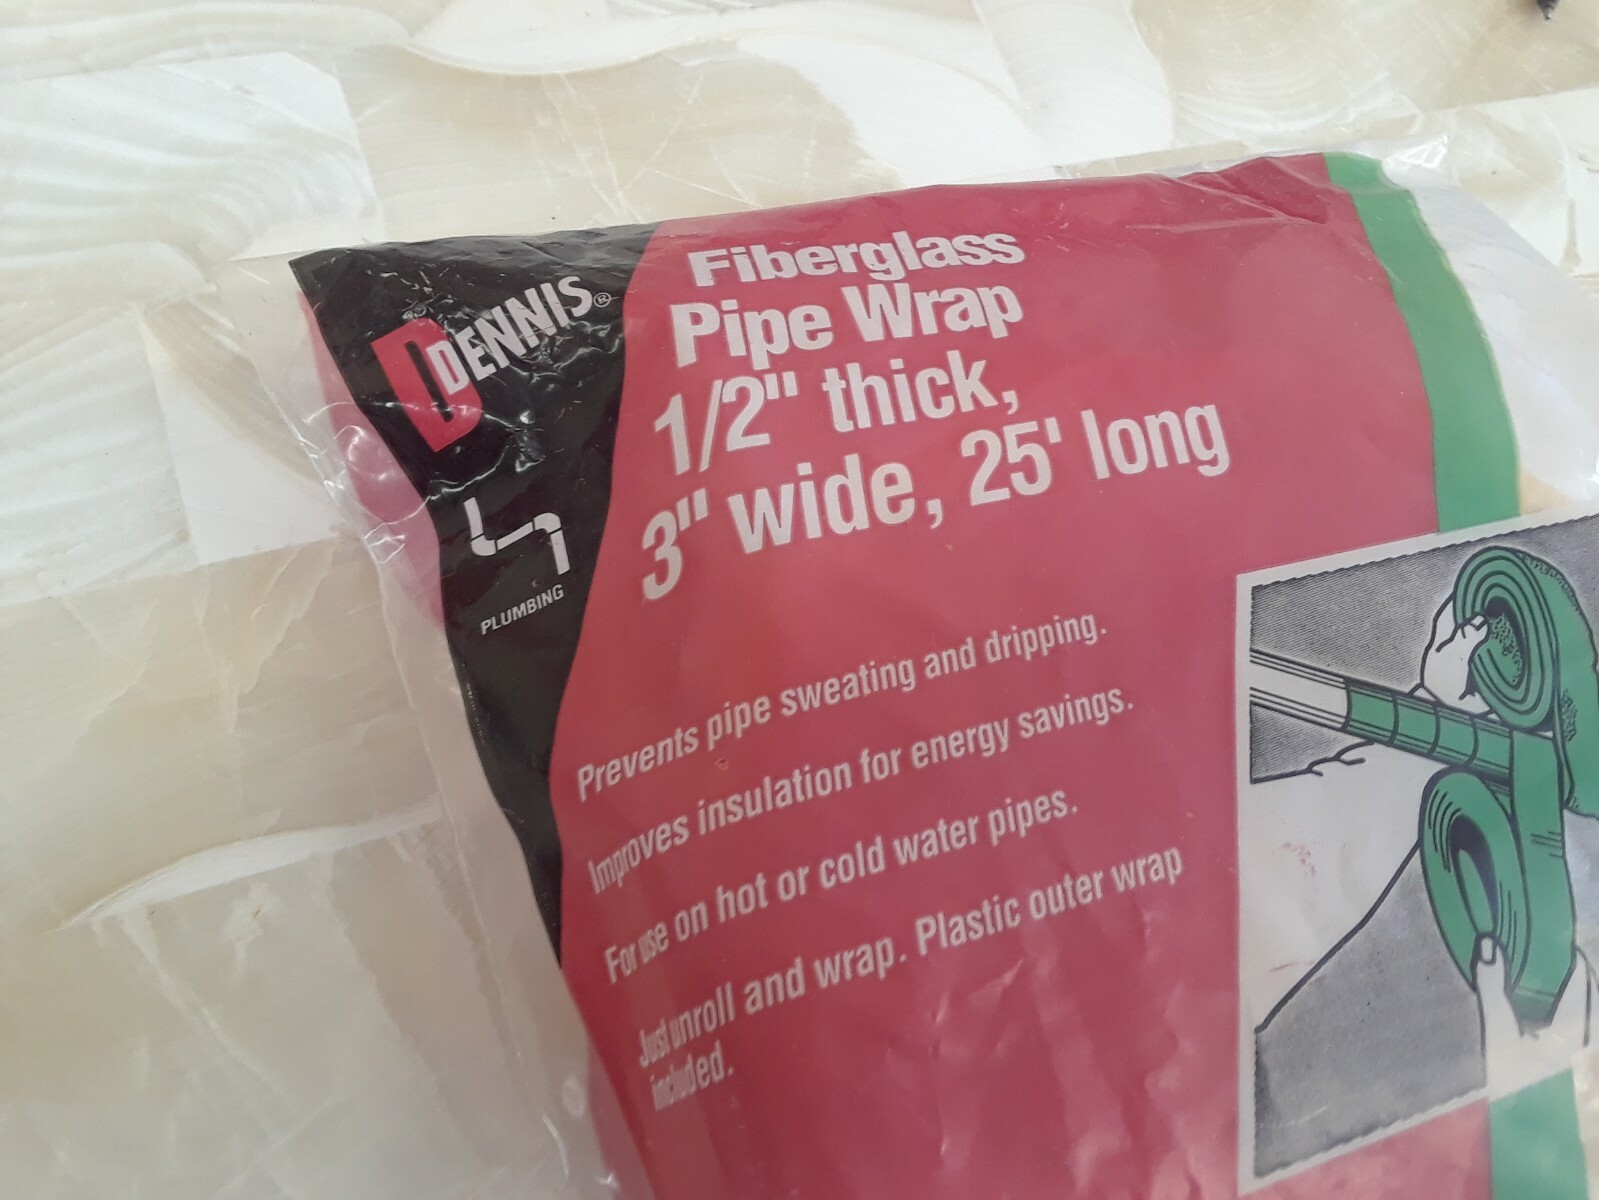 DENNIS®
PLUMBING
Fiberglass
Pipe Wrap
1/2" thick,
3" wide, 25' long
Prevents pipe sweating and dripping.
Improves insulation for energy savings.
For use on hot or cold water pipes.
Just unroll and wrap. Plastic outer wrap
included.